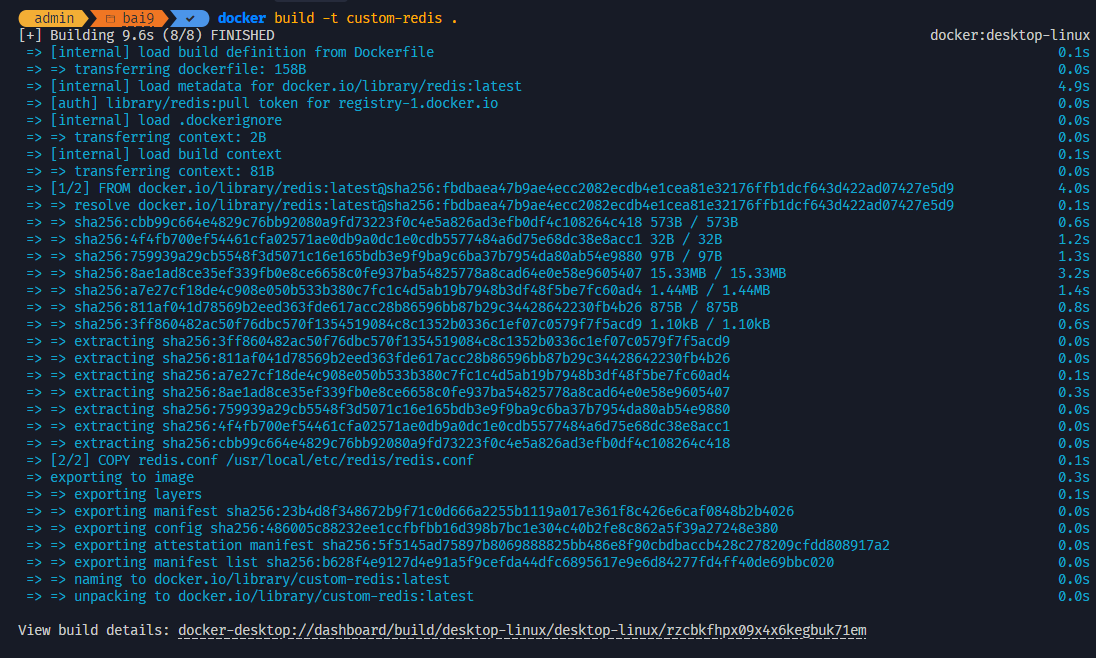 admin bai9 ✓ docker build -t custom-redis .
[+] Building 9.6s (8/8) FINISHED docker:desktop-linux
=> [internal] load build definition from Dockerfile 0.1s
=> => transferring dockerfile: 158B 0.0s
=> [internal] load metadata for docker.io/library/redis:latest 4.9s
=> [auth] library/redis:pull token for registry-1.docker.io 0.0s
=> [internal] load .dockerignore 0.0s
=> => transferring context: 2B 0.0s
=> [internal] load build context 0.1s
=> => transferring context: 81B 0.0s
=> [1/2] FROM docker.io/library/redis:latest@sha256:fbdbaea47b9ae4ecc2082ecdb4e1cea81e32176ffb1dcf643d422ad07427e5d9 4.0s
=> => resolve docker.io/library/redis:latest@sha256:fbdbaea47b9ae4ecc2082ecdb4e1cea81e32176ffb1dcf643d422ad07427e5d9 0.1s
=> => sha256:cbb99c664e4829c76bb92080a9fd73223f0c4e5a826ad3efb0df4c108264c418 573B / 573B 0.6s
=> => sha256:4f4fb700ef54461cfa02571ae0db9a0dc1e0cdb5577484a6d75e68dc38e8acc1 32B / 32B 1.2s
=> => sha256:759939a29cb5548f3d5071c16e165bdb3e9f9ba9c6ba37b7954da80ab54e9880 97B / 97B 1.3s
=> => sha256:8ae1ad8ce35ef339fb0e8ce6658c0fe937ba54825778a8cad64e0e58e9605407 15.33MB / 15.33MB 3.2s
=> => sha256:a7e27cf18de4c908e050b533b380c7fc1c4d5ab19b7948b3df48f5be7fc60ad4 1.44MB / 1.44MB 1.4s
=> => sha256:811af041d78569b2eed363fde617acc28b86596bb87b29c34428642230fb4b26 875B / 875B 0.8s
=> => sha256:3ff860482ac50f76dbc570f1354519084c8c1352b0336c1ef07c0579f7f5acd9 1.10kB / 1.10kB 0.6s
=> => extracting sha256:3ff860482ac50f76dbc570f1354519084c8c1352b0336c1ef07c0579f7f5acd9 0.0s
=> => extracting sha256:811af041d78569b2eed363fde617acc28b86596bb87b29c34428642230fb4b26 0.0s
=> => extracting sha256:a7e27cf18de4c908e050b533b380c7fc1c4d5ab19b7948b3df48f5be7fc60ad4 0.1s
=> => extracting sha256:8ae1ad8ce35ef339fb0e8ce6658c0fe937ba54825778a8cad64e0e58e9605407 0.3s
=> => extracting sha256:759939a29cb5548f3d5071c16e165bdb3e9f9ba9c6ba37b7954da80ab54e9880 0.0s
=> => extracting sha256:4f4fb700ef54461cfa02571ae0db9a0dc1e0cdb5577484a6d75e68dc38e8acc1 0.0s
=> => extracting sha256:cbb99c664e4829c76bb92080a9fd73223f0c4e5a826ad3efb0df4c108264c418 0.0s
=> [2/2] COPY redis.conf /usr/local/etc/redis/redis.conf 0.1s
=> exporting to image 0.3s
=> => exporting layers 0.1s
=> => exporting manifest sha256:23b4d8f348672b9f71c0d666a2255b1119a017e361f8c426e6caf0848b2b4026 0.0s
=> => exporting config sha256:486005c88232ee1ccfbfbb16d398b7bc1e304c40b2fe8c862a5f39a27248e380 0.0s
=> => exporting attestation manifest sha256:5f5145ad75897b8069888825bb486e8f90cbdbaccb428c278209cfdd808917a2 0.0s
=> => exporting manifest list sha256:b628f4e9127d4e91a5f9cefda44dfc6895617e9e6d84277fd4ff40de69bbc020 0.0s
=> => naming to docker.io/library/custom-redis:latest 0.0s
=> => unpacking to docker.io/library/custom-redis:latest 0.0s
View build details: docker-desktop://dashboard/build/desktop-linux/desktop-linux/rzcbkfhpx09x4x6kegbuk71em